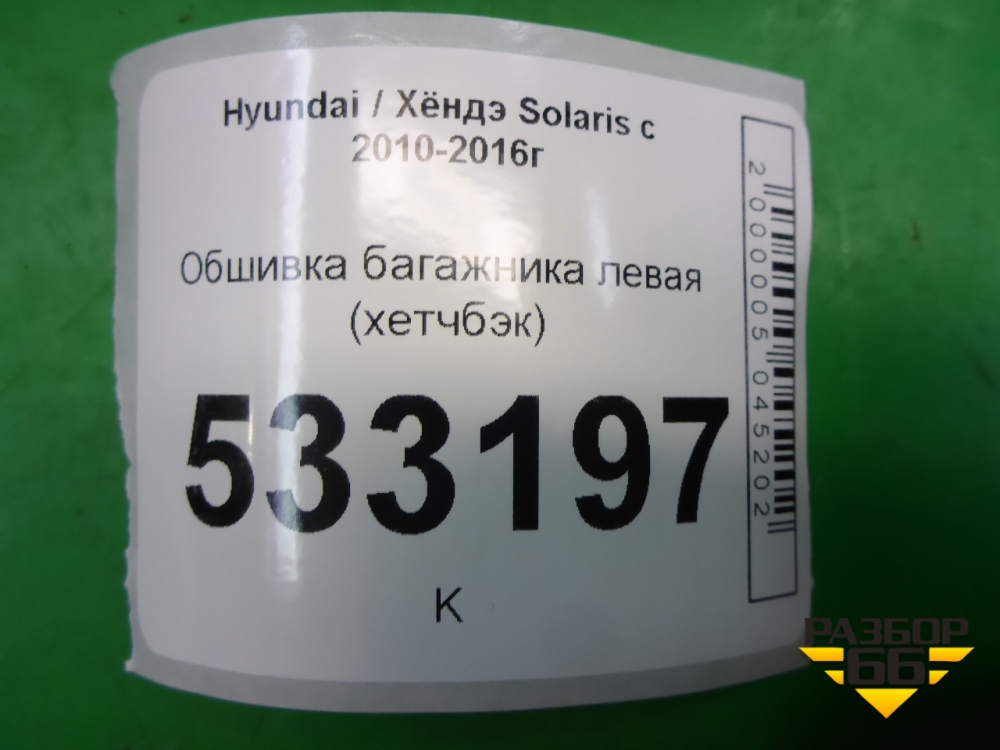 Hyundai / Хёндэ Solaris с
2010-2016г
Обшивка багажника левая
(хетчбэк)
533197
К
2000005045202
РАЗБОР
66